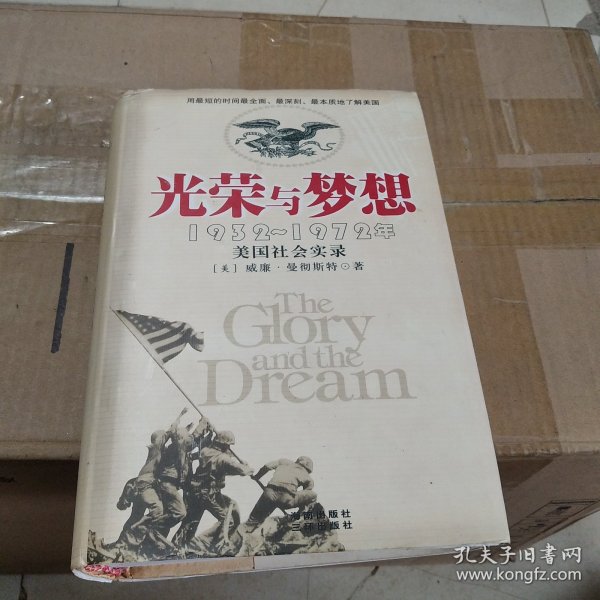 用最短的时间最全面、最深刻、最本质地了解美国
光荣与梦想
1932~1972年
美国社会实录
[美] 威廉·曼彻斯特⊙著
The
Glory
and the
Dream
海南出版社
三环出版社
孔夫子旧书网
www.kongfz.com